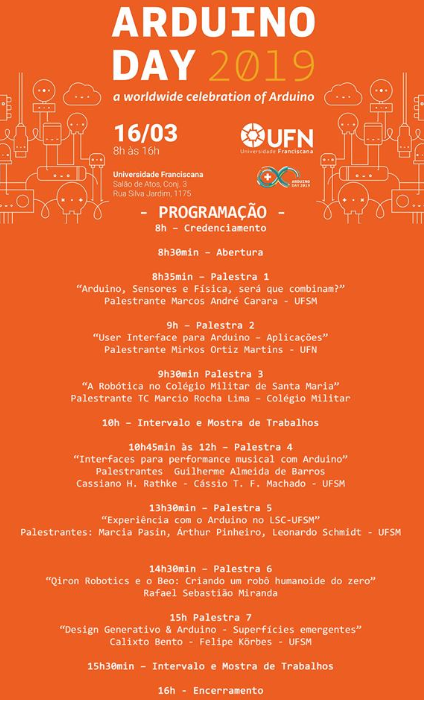 ARDUINO
DAY 2019
a worldwide celebration of Arduino
16/03
8h às 16h
UFN
Universidade Franciscana
Universidade Franciscana
Salão de Atos, Conj. 3
Rua Silva Jardim, 1175
ARDUINO
DAY 2019
- PROGRAMAÇÃO -
8h – Credenciamento
8h30min – Abertura
8h35min – Palestra 1
“Arduino, Sensores e Física, será que combinam?”
Palestrante Marcos André Carara - UFSM
9h – Palestra 2
“User Interface para Arduino – Aplicações”
Palestrante Mirkos Ortiz Martins - UFN
9h30min Palestra 3
“A Robótica no Colégio Militar de Santa Maria”
Palestrante TC Marcio Rocha Lima – Colégio Militar
10h – Intervalo e Mostra de Trabalhos
10h45min às 12h – Palestra 4
“Interfaces para performance musical com Arduino”
Palestrantes Guilherme Almeida de Barros
Cassiano H. Rathke - Cássio T. F. Machado - UFSM
13h30min – Palestra 5
“Experiência com o Arduino no LSC-UFSM”
Palestrantes: Marcia Pasin, Arthur Pinheiro, Leonardo Schmidt - UFSM
14h30min – Palestra 6
“Qiron Robotics e o Beo: Criando um robô humanoide do zero”
Rafael Sebastião Miranda
15h Palestra 7
“Design Generativo & Arduino - Superfícies emergentes”
Calixto Bento - Felipe Körbes - UFSM
15h30min – Intervalo e Mostra de Trabalhos
16h - Encerramento